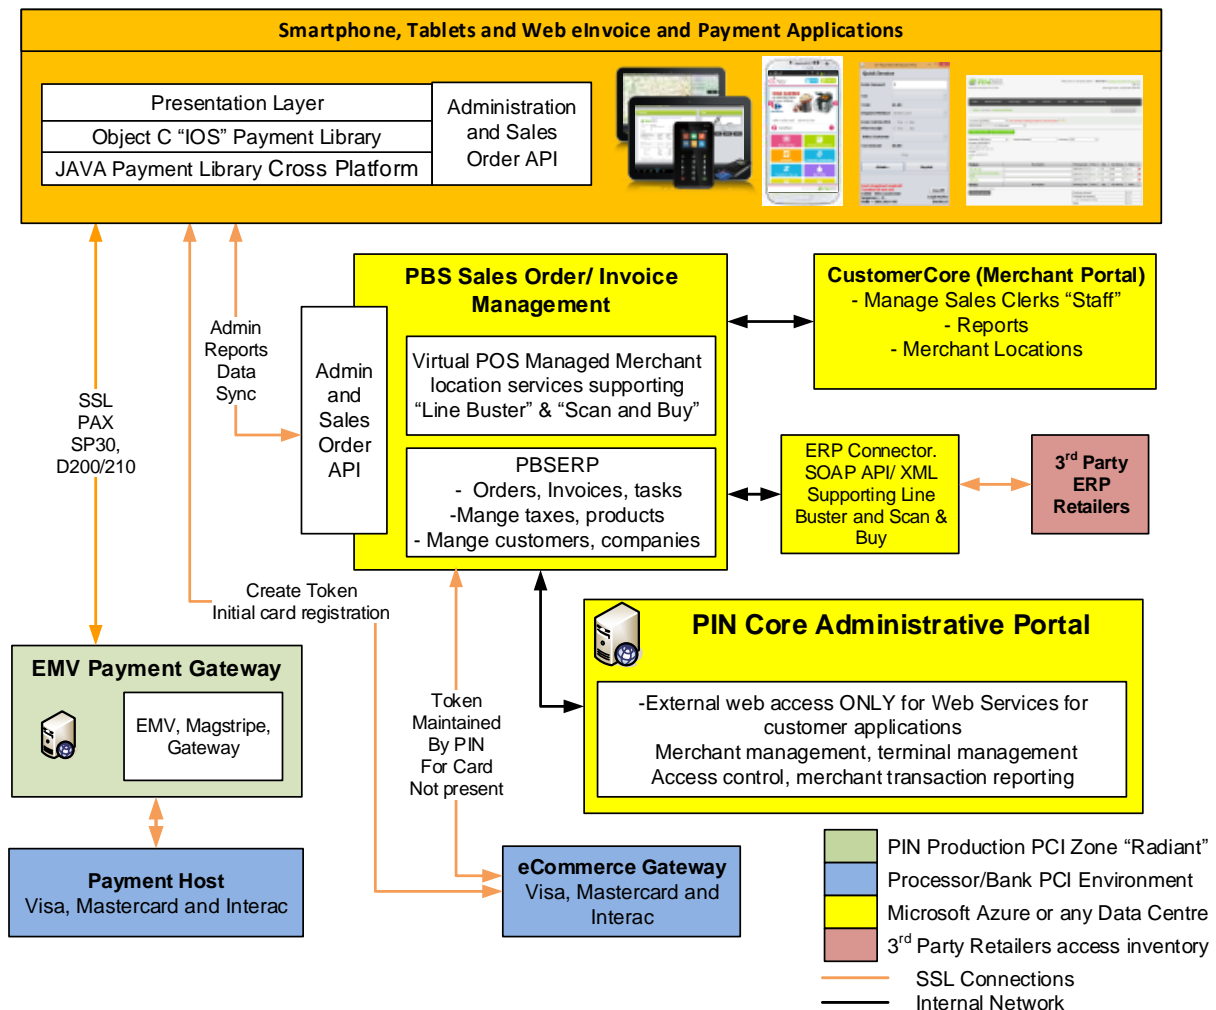 Smartphone, Tablets and Web eInvoice and Payment Applications
Presentation Layer
Object C “IOS” Payment Library
JAVA Payment Library Cross Platform
Administration
and Sales
Order API
PBS Sales Order/ Invoice
Management
Admin
and
Sales
Order
API
Virtual POS Managed Merchant
location services supporting
“Line Buster” & “Scan and Buy”
PBSERP
- Orders, Invoices, tasks
-Mange taxes, products
- Mange customers, companies
CustomerCore (Merchant Portal)
- Manage Sales Clerks “Staff”
- Reports
- Merchant Locations
Admin
Reports
Data
Sync
SSL
PAX
SP30,
D200/210
ERP Connector.
SOAP API/ XML
Supporting Line
Buster and Scan &
Buy
3rd Party
ERP
Retailers
Create Token
Initial card registration
PIN Core Administrative Portal
-External web access ONLY for Web Services for
customer applications
Merchant management, terminal management
Access control, merchant transaction reporting
EMV Payment Gateway
EMV, Magstripe,
Gateway
Token
Maintained
By PIN
For Card
Not present
Payment Host
Visa, Mastercard and Interac
eCommerce Gateway
Visa, Mastercard and
Interac
PIN Production PCI Zone “Radiant”
Processor/Bank PCI Environment
Microsoft Azure or any Data Centre
3rd Party Retailers access inventory
SSL Connections
Internal Network